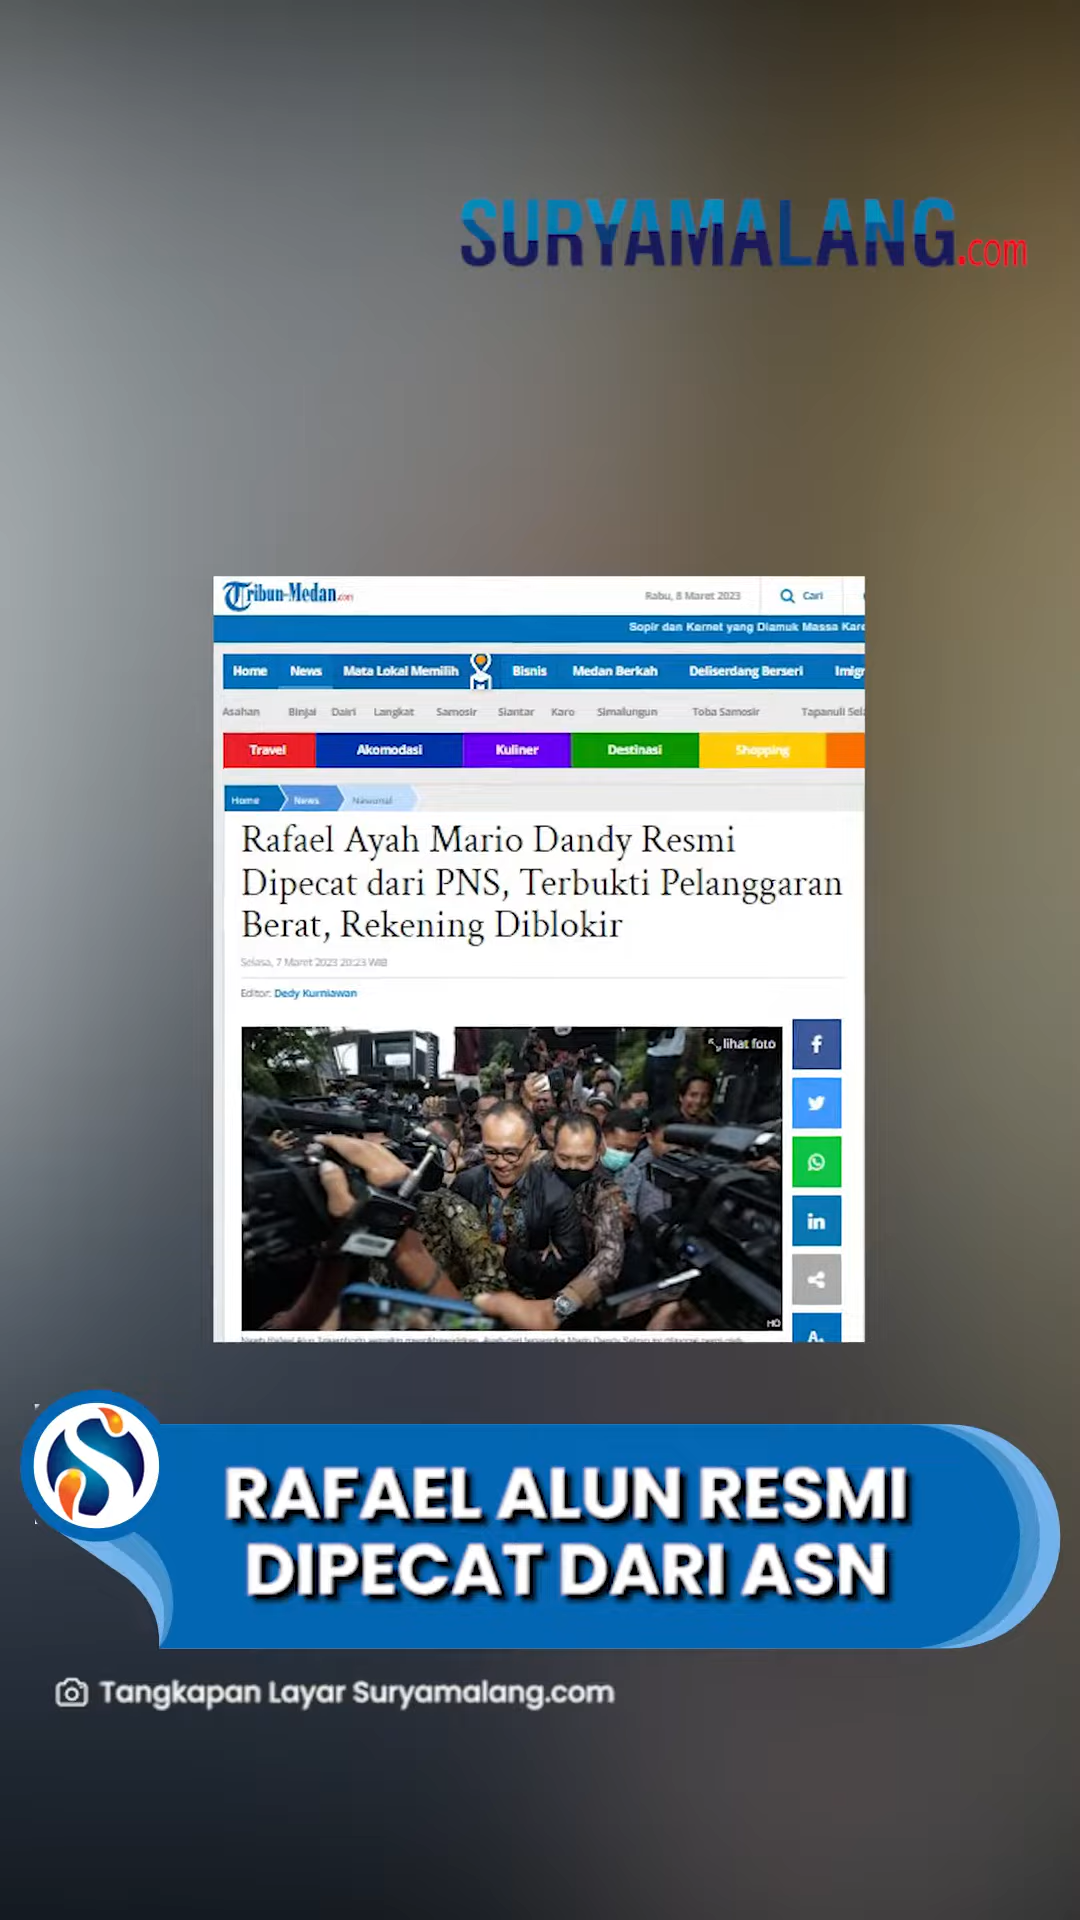 SURYAMALANG.com
Tribun-Medan.com
Rabu, 8 Maret 2023
Cari
Sopir dan Kernet yang Diamuk Massa Kare
Home News Mata Lokal Memilih Bisnis Medan Berkah Deliserdang Berseri Imigr
Asahan Binjai Dairi Langkat Samosir Siantar Karo Simalungun Toba Samosir Tapanuli Sela
Travel Akomodasi Kuliner Destinasi Shopping
Home News Nasional
Rafael Ayah Mario Dandy Resmi
Dipecat dari PNS, Terbukti Pelanggaran
Berat, Rekening Diblokir
Selasa, 7 Maret 2023 20:23 WIB
Editor: Dedy Kurniawan
lihat foto
HO
RAFAEL ALUN RESMI
DIPECAT DARI ASN
Tangkapan Layar Suryamalang.com